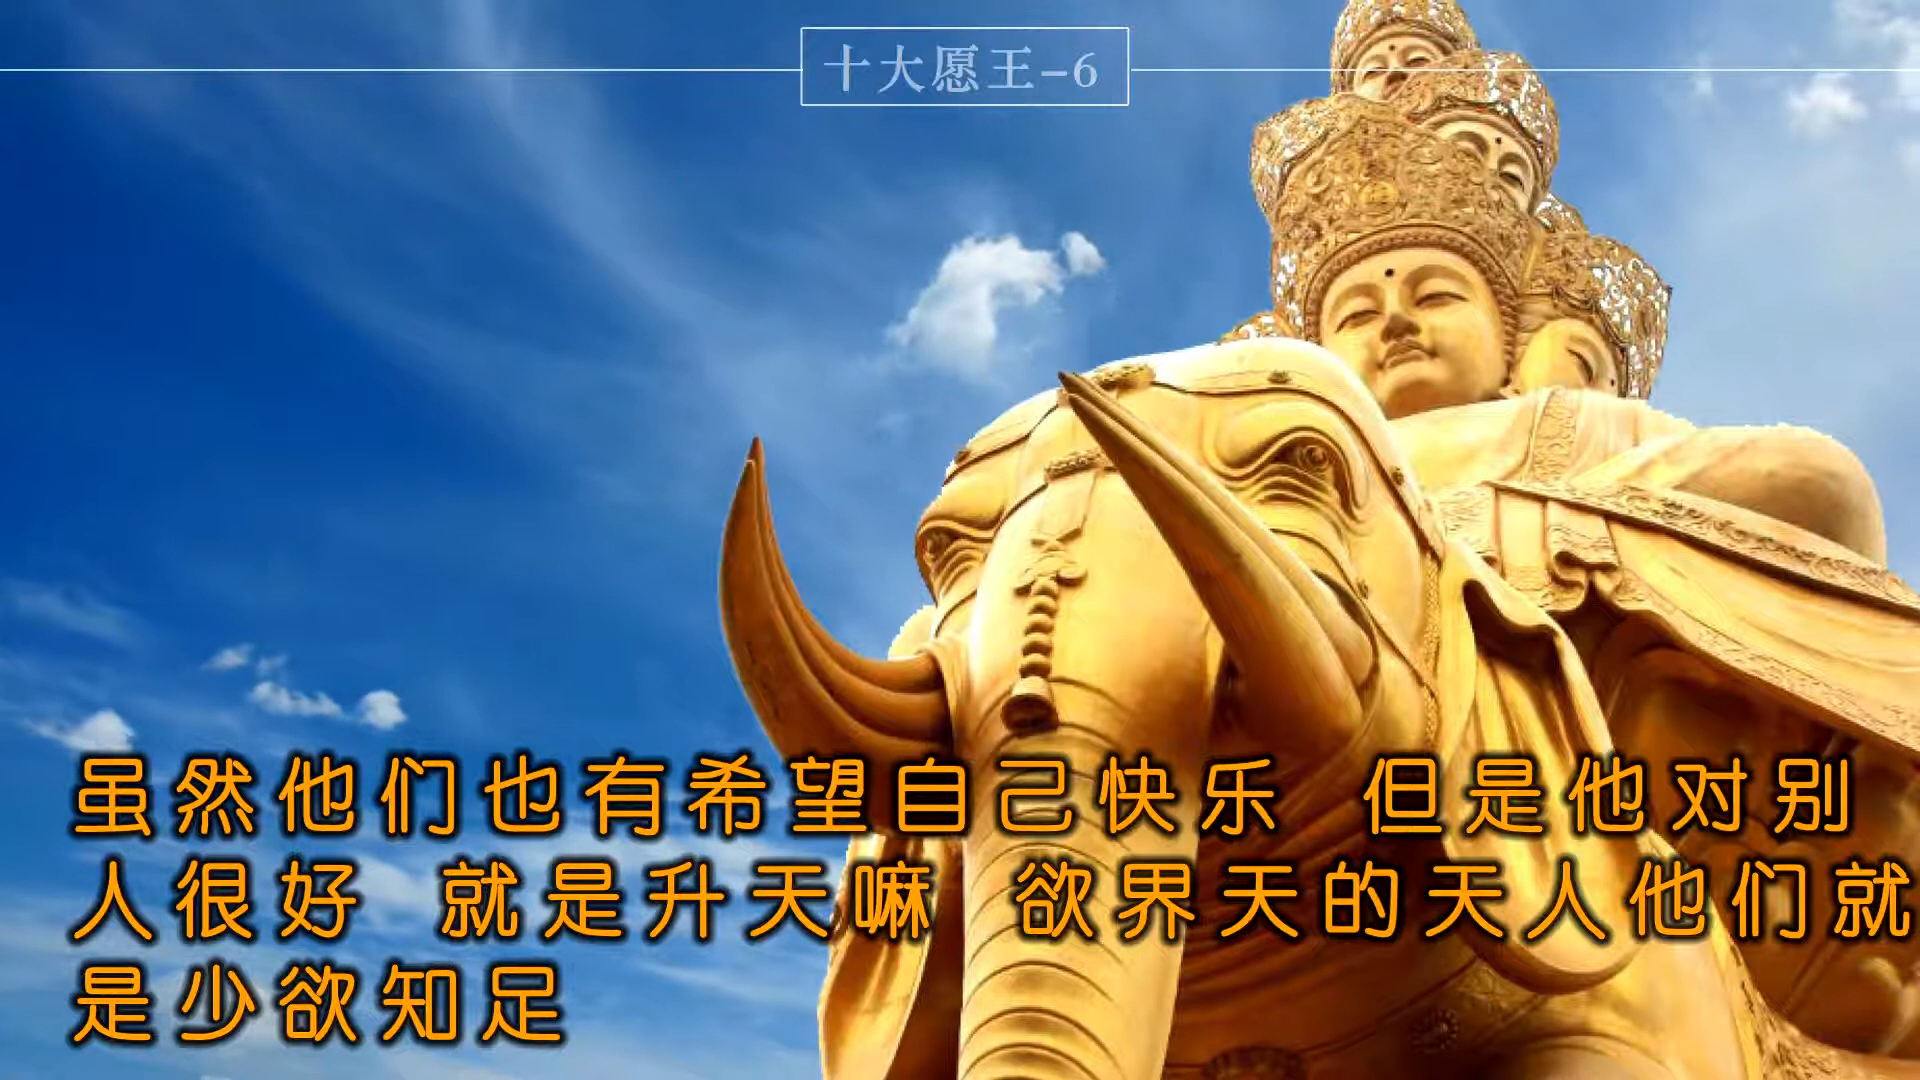 十大愿王-6
虽然他们也有希望自己快乐 但是他对别
人很好 就是升天嘛 欲界天的天人他们就
是少欲知足